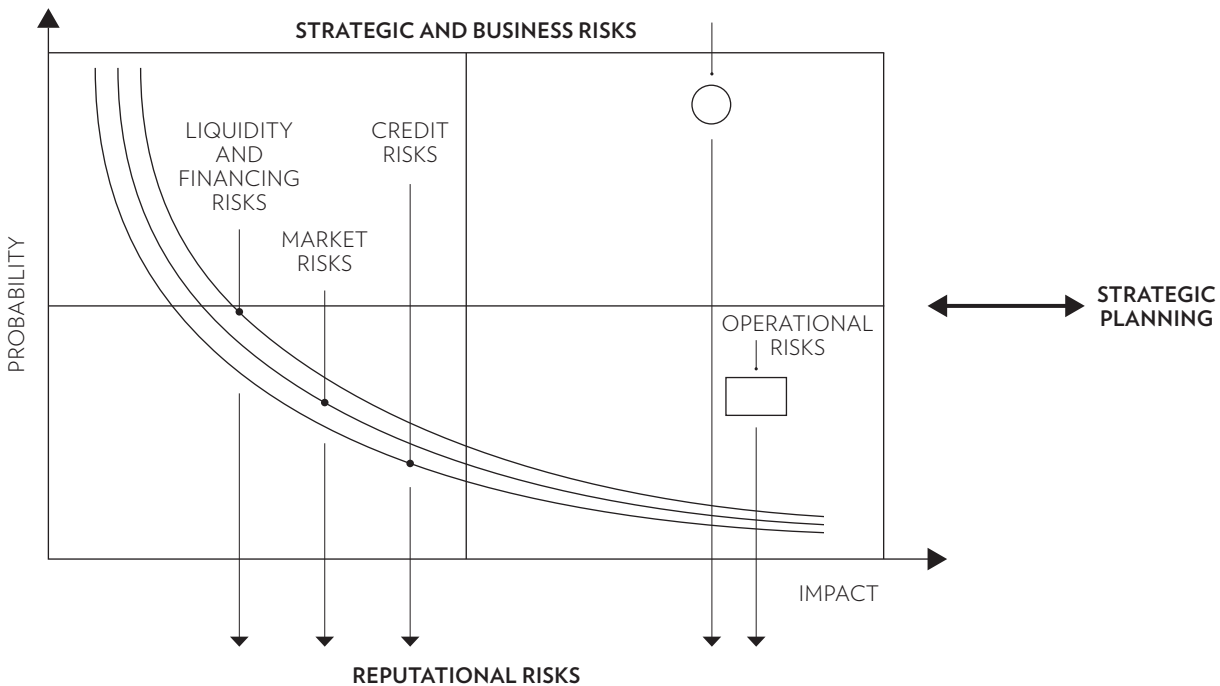 STRATEGIC AND BUSINESS RISKS
LIQUIDITY
AND
FINANCING
RISKS
CREDIT
RISKS
MARKET
RISKS
PROBABILITY
STRATEGIC
PLANNING
OPERATIONAL
RISKS
IMPACT
REPUTATIONAL RISKS